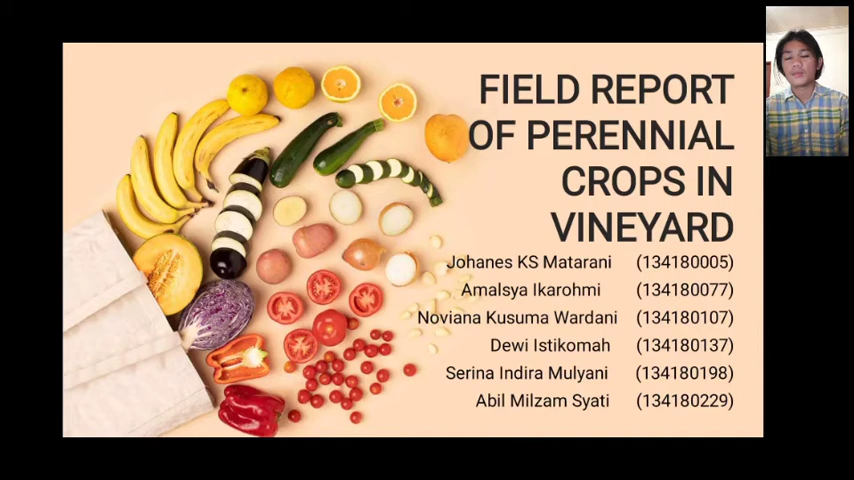 FIELD REPORT
OF PERENNIAL
CROPS IN
VINEYARD
Johanes KS Matarani (134180005)
Amalsya Ikarohmi (134180077)
Noviana Kusuma Wardani (134180107)
Dewi Istikomah (134180137)
Serina Indira Mulyani (134180198)
Abil Milzam Syati (134180229)